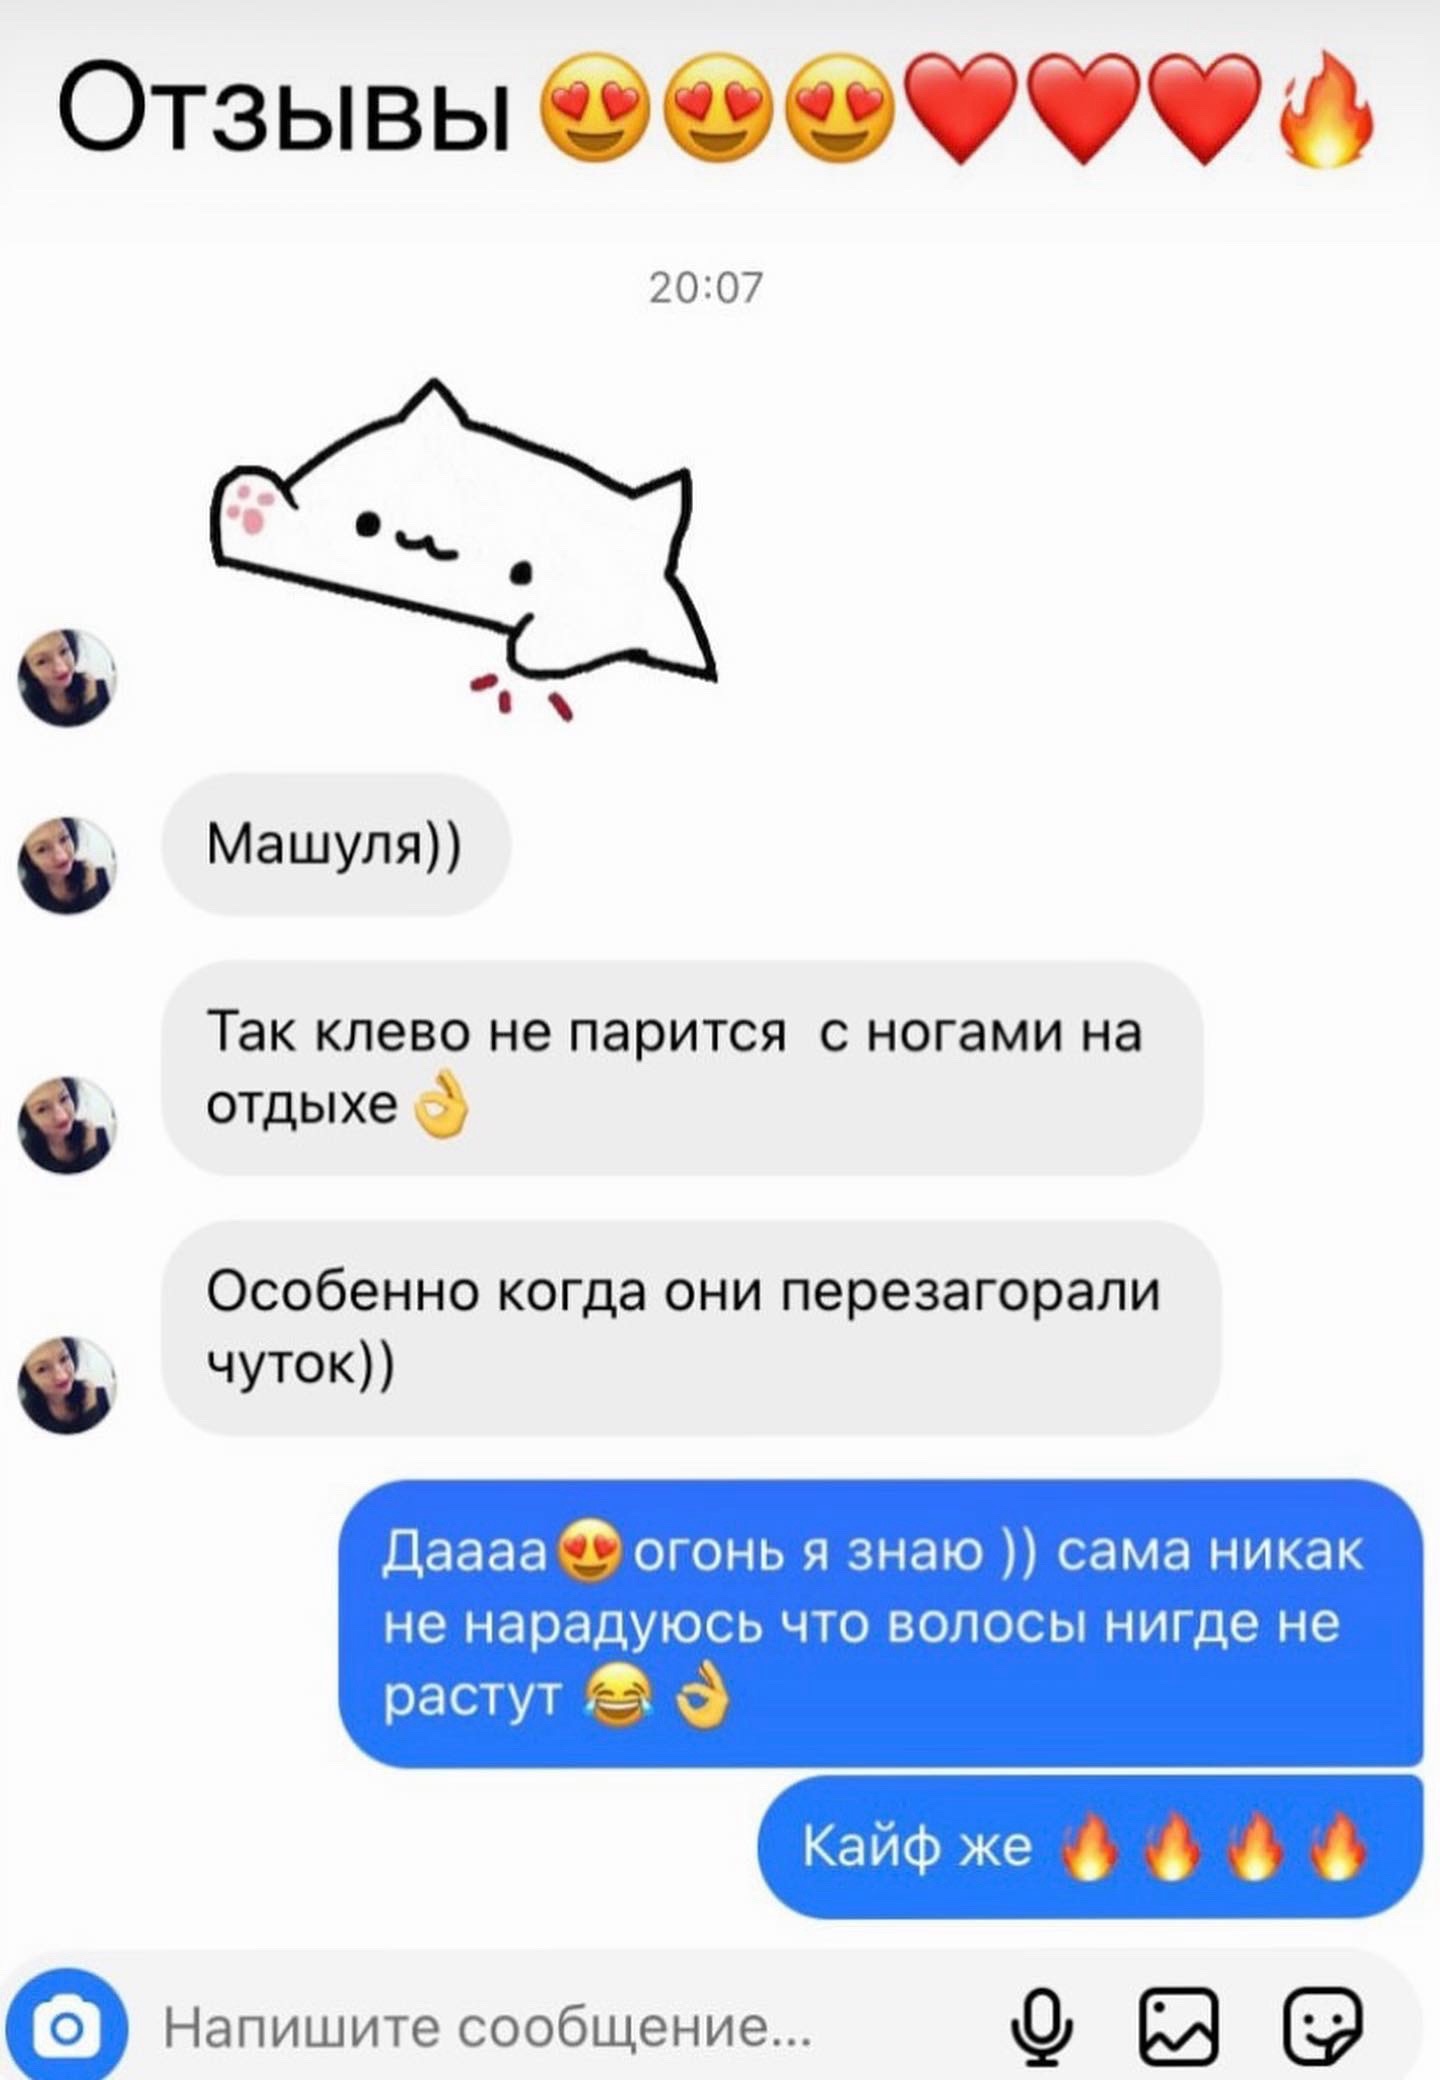 Отзывы 😍😍😍❤️❤️❤️🔥
20:07
Машуля))
Так клево не парится  с ногами на
отдыхе👌
Особенно когда они перезагорали
чуток))
Даааа😍огонь я знаю )) сама никак
не нарадуюсь что волосы нигде не
растут 😂 👌
Кайф же 🔥 🔥 🔥 🔥
Напишите сообщение...